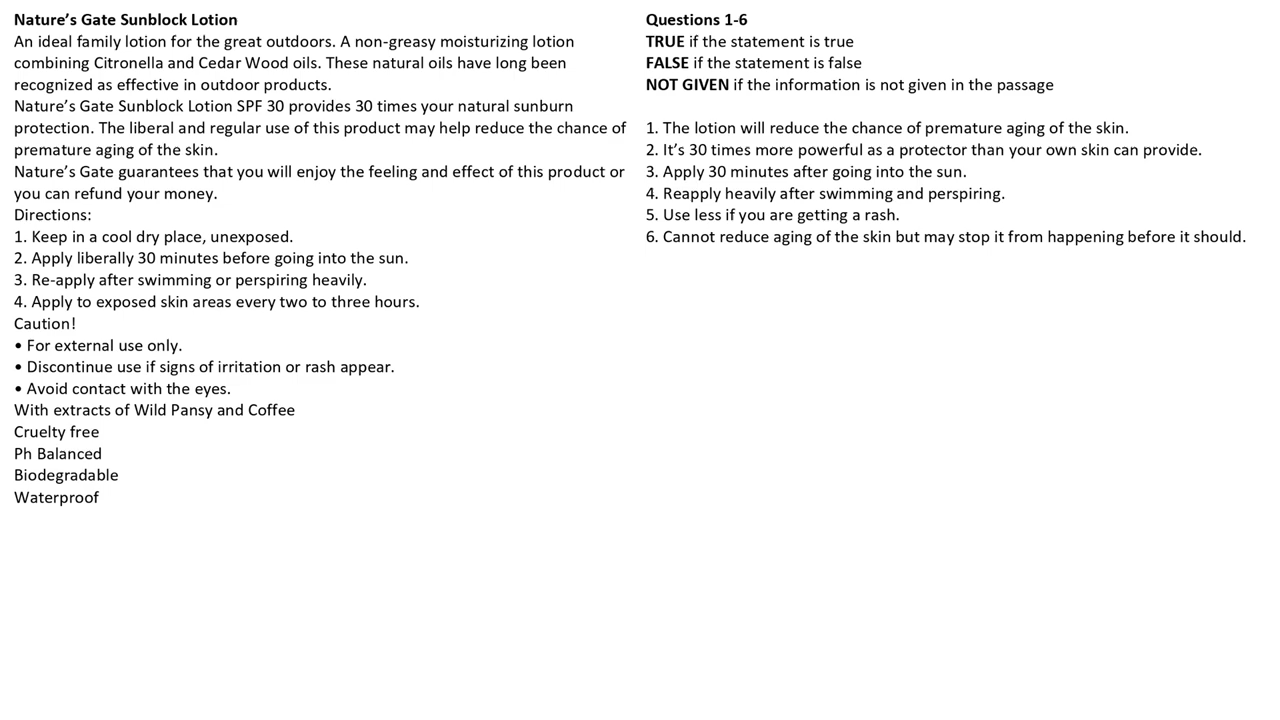 Nature’s Gate Sunblock Lotion
An ideal family lotion for the great outdoors. A non-greasy moisturizing lotion
combining Citronella and Cedar Wood oils. These natural oils have long been
recognized as effective in outdoor products.
Nature’s Gate Sunblock Lotion SPF 30 provides 30 times your natural sunburn
protection. The liberal and regular use of this product may help reduce the chance of
premature aging of the skin.
Nature’s Gate guarantees that you will enjoy the feeling and effect of this product or
you can refund your money.
Directions:
1. Keep in a cool dry place, unexposed.
2. Apply liberally 30 minutes before going into the sun.
3. Re-apply after swimming or perspiring heavily.
4. Apply to exposed skin areas every two to three hours.
Caution!
• For external use only.
• Discontinue use if signs of irritation or rash appear.
• Avoid contact with the eyes.
With extracts of Wild Pansy and Coffee
Cruelty free
Ph Balanced
Biodegradable
Waterproof
Questions 1-6
TRUE if the statement is true
FALSE if the statement is false
NOT GIVEN if the information is not given in the passage
1. The lotion will reduce the chance of premature aging of the skin.
2. It’s 30 times more powerful as a protector than your own skin can provide.
3. Apply 30 minutes after going into the sun.
4. Reapply heavily after swimming and perspiring.
5. Use less if you are getting a rash.
6. Cannot reduce aging of the skin but may stop it from happening before it should.